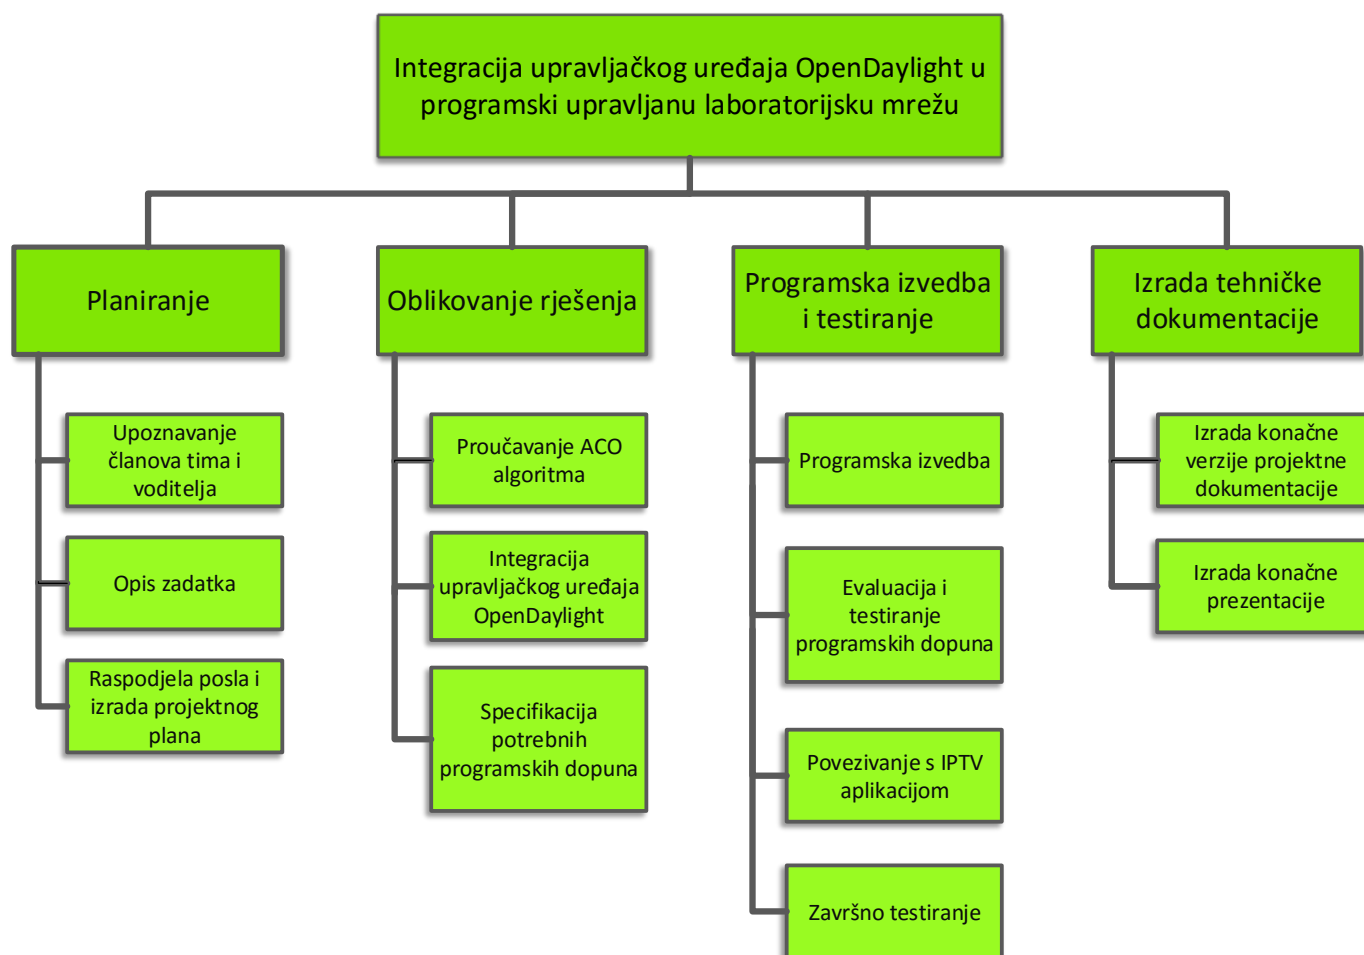 Integracija upravljačkog uređaja OpenDaylight u
programski upravljanu laboratorijsku mrežu
Planiranje
Upoznavanje
članova tima i
voditelja
Opis zadatka
Raspodjela posla i
izrada projektnog
plana
Oblikovanje rješenja
Proučavanje ACO
algoritma
Integracija
upravljačkog uređaja
OpenDaylight
Specifikacija
potrebnih
programskih dopuna
Programska izvedba
i testiranje
Programska izvedba
Evaluacija i
testiranje
programskih dopuna
Povezivanje s IPTV
aplikacijom
Završno testiranje
Izrada tehničke
dokumentacije
Izrada konačne
verzije projektne
dokumentacije
Izrada konačne
prezentacije